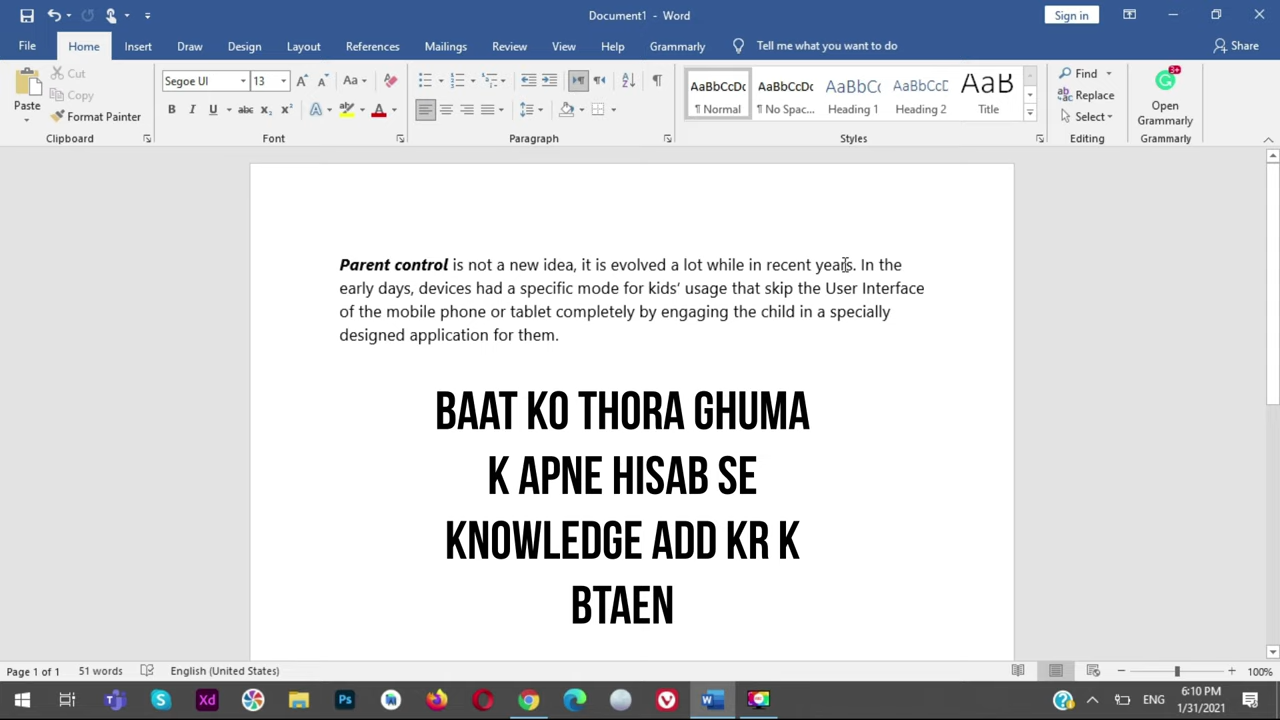 Document1 - Word
Sign in
File Home Insert Draw Design Layout References Mailings Review View Help Grammarly Tell me what you want to do Share
Paste
Cut
Copy
Format Painter
Clipboard
Segoe UI 13
Font
Paragraph
AaBbCcDc AaBbCcDc AaBbCc AaBbCcD AaB
¶ Normal ¶ No Spac... Heading 1 Heading 2 Title
Styles
Find
Replace
Select
Editing
Open
Grammarly
Grammarly
Parent control is not a new idea, it is evolved a lot while in recent years. In the
early days, devices had a specific mode for kids’ usage that skip the User Interface
of the mobile phone or tablet completely by engaging the child in a specially
designed application for them.
BAAT KO THORA GHUMA
K APNE HISAB SE
KNOWLEDGE ADD KR K
BTAEN
Page 1 of 1 51 words English (United States) 100%
ENG
6:10 PM
1/31/2021